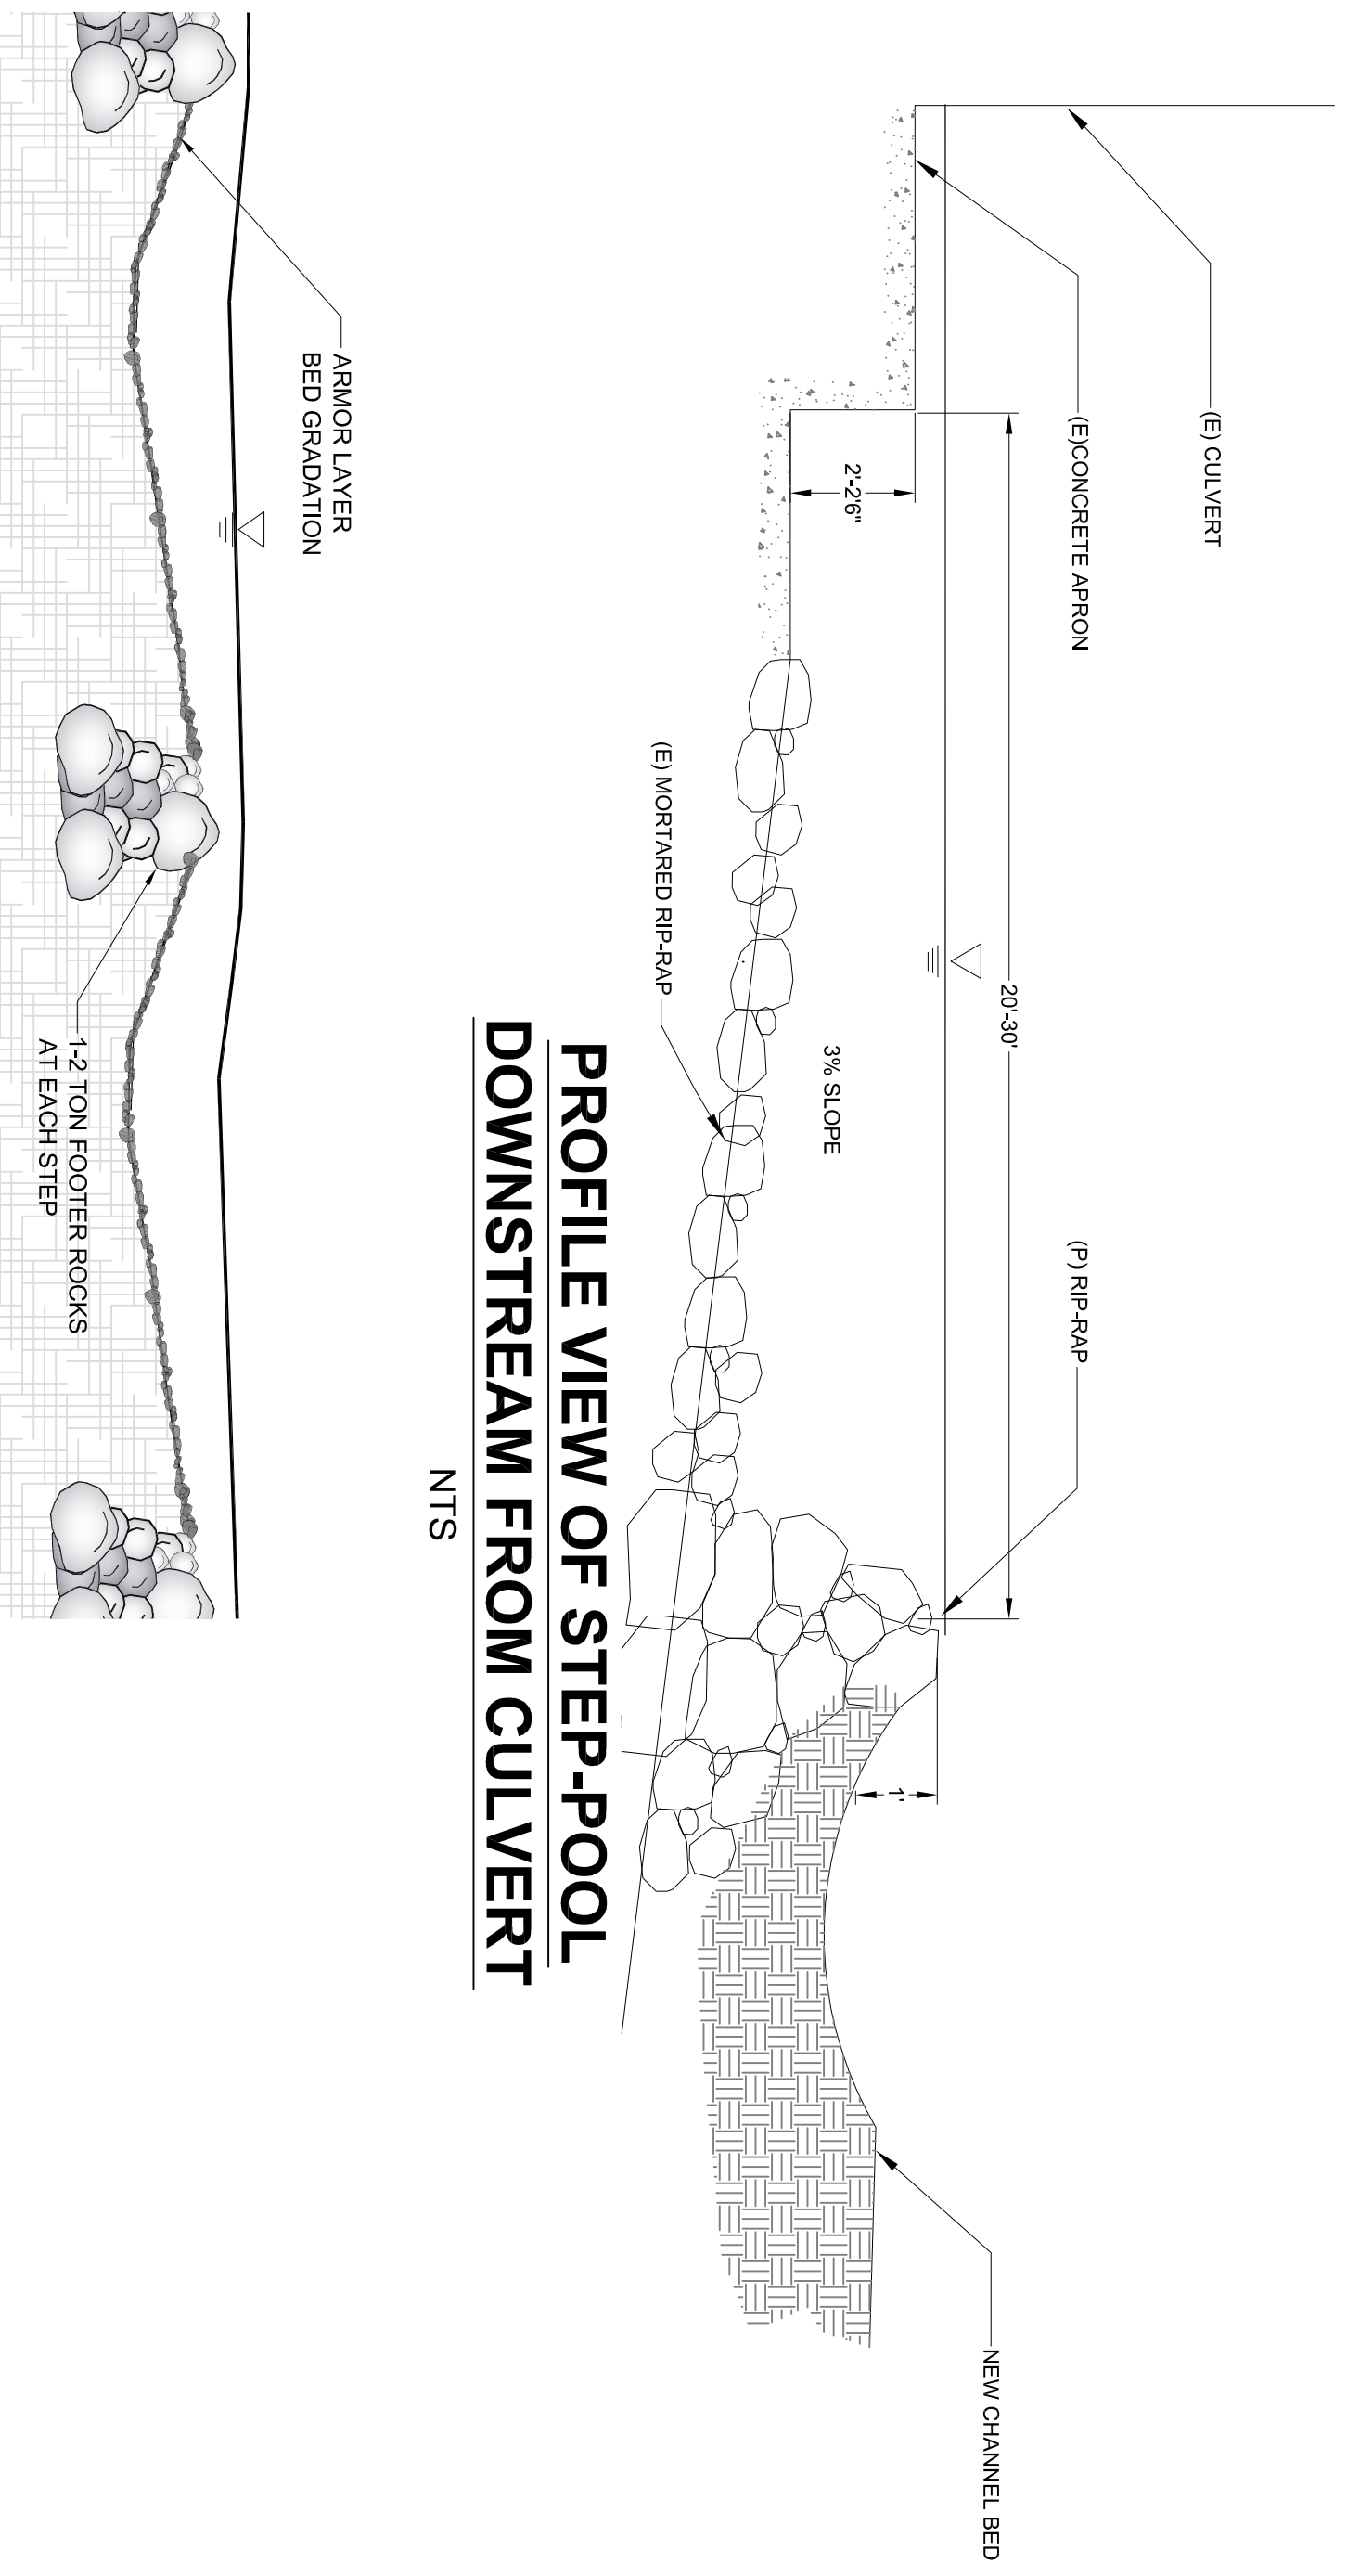 (E) CULVERT
(E)CONCRETE APRON
(P) RIP-RAP
NEW CHANNEL BED
20'-30'
1'
2'-2'6"
3% SLOPE
(E) MORTARED RIP-RAP
PROFILE VIEW OF STEP-POOL
DOWNSTREAM FROM CULVERT
NTS
ARMOR LAYER
BED GRADATION
1-2 TON FOOTER ROCKS
AT EACH STEP